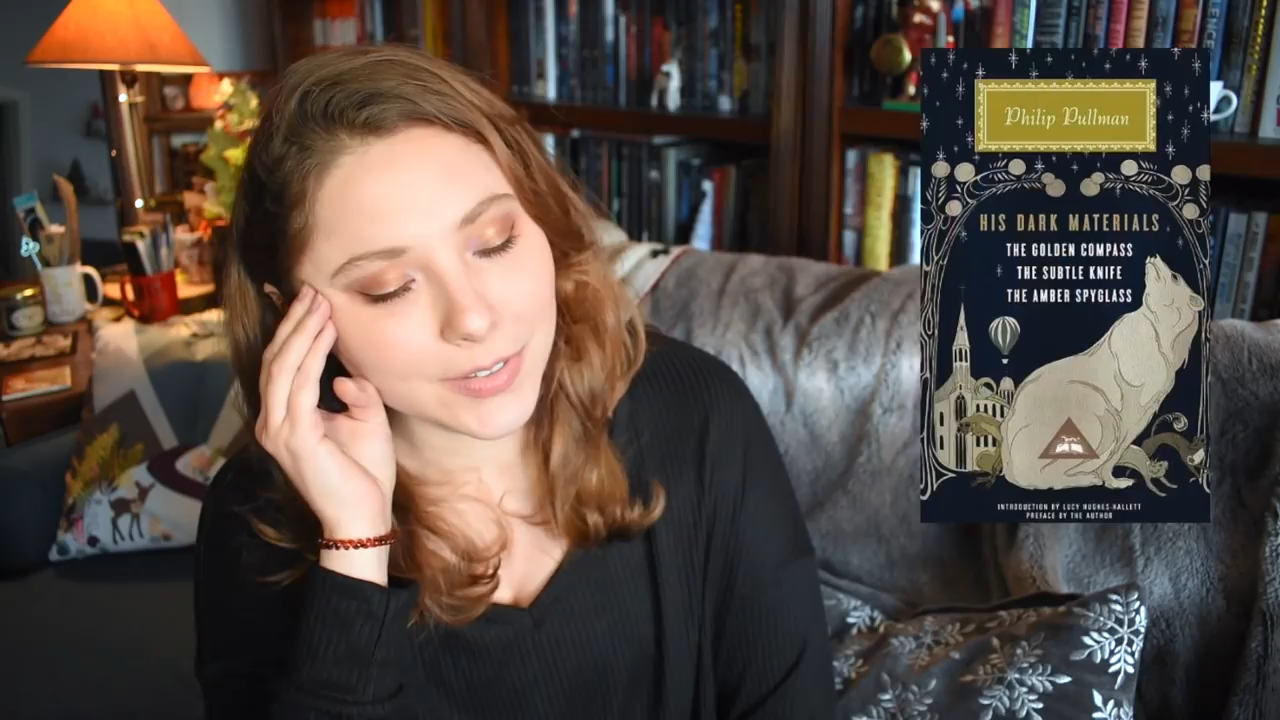 Philip Pullman
HIS DARK MATERIALS
THE GOLDEN COMPASS
THE SUBTLE KNIFE
THE AMBER SPYGLASS
INTRODUCTION BY LUCY HUGHES-HALLETT
PREFACE BY THE AUTHOR